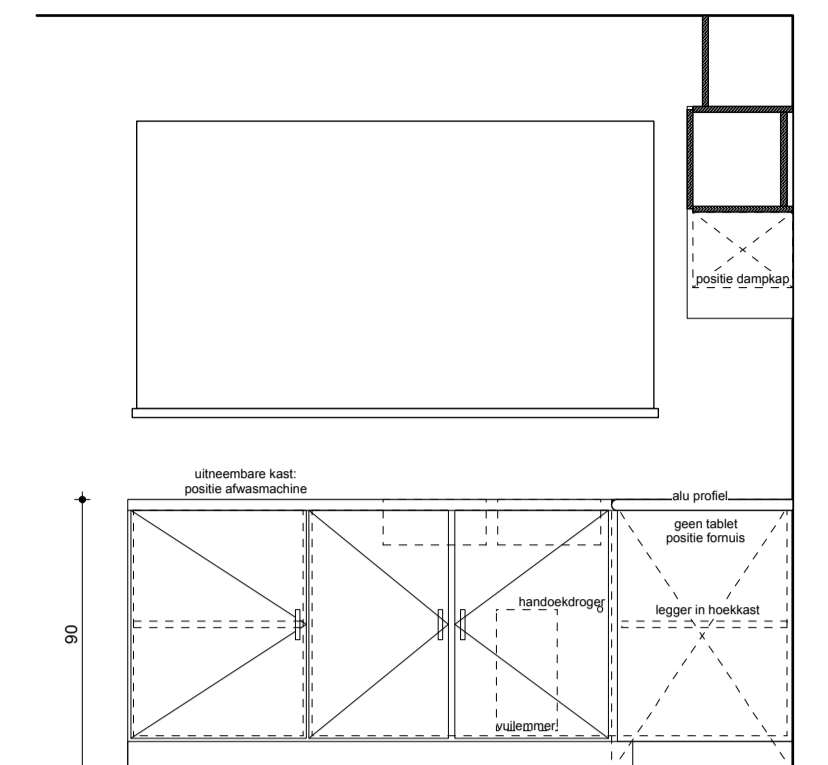 positie dampkap
uitneembare kast:
positie afwasmachine
alu profiel
geen tablet
positie fornuis
handoekdroger
legger in hoekkast
90
vuilemmer